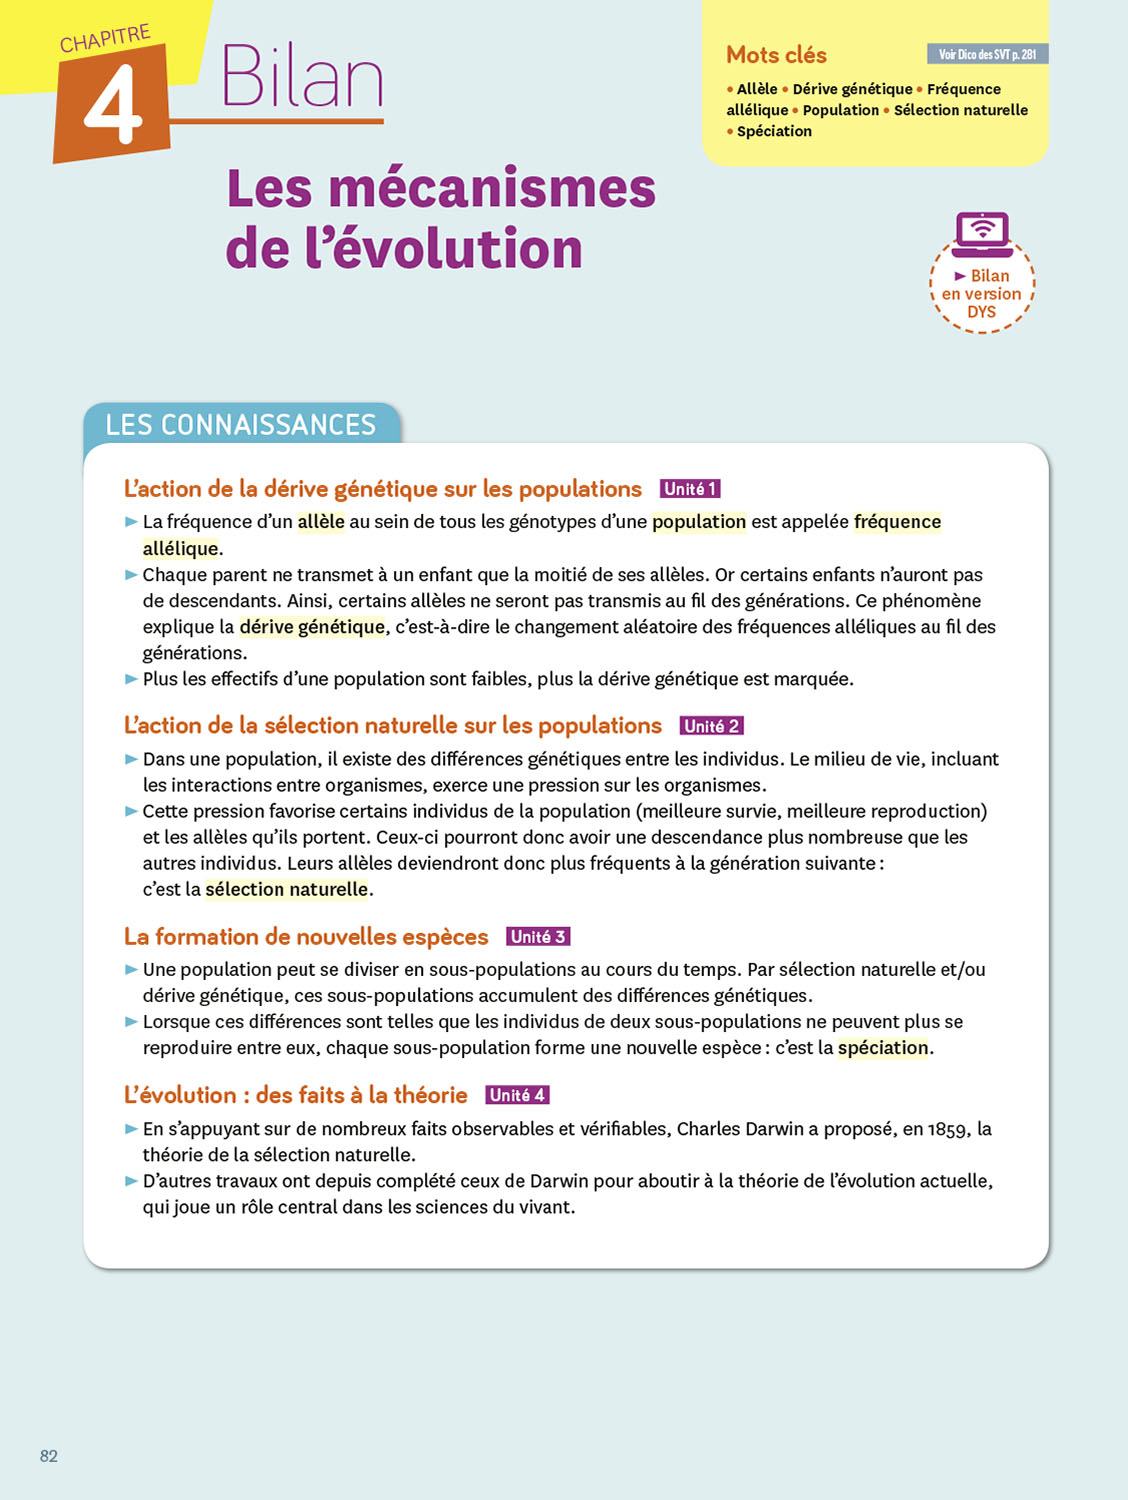 CHAPITRE
4
Bilan
Les mécanismes
de l’évolution
Mots clés
Voir Dico des SVT p. 281
• Allèle • Dérive génétique • Fréquence
allélique • Population • Sélection naturelle
• Spéciation
► Bilan
en version
DYS
LES CONNAISSANCES
L’action de la dérive génétique sur les populations Unité 1
► La fréquence d’un allèle au sein de tous les génotypes d’une population est appelée fréquence
allélique.
► Chaque parent ne transmet à un enfant que la moitié de ses allèles. Or certains enfants n’auront pas
de descendants. Ainsi, certains allèles ne seront pas transmis au fil des générations. Ce phénomène
explique la dérive génétique, c’est-à-dire le changement aléatoire des fréquences alléliques au fil des
générations.
► Plus les effectifs d’une population sont faibles, plus la dérive génétique est marquée.
L’action de la sélection naturelle sur les populations Unité 2
► Dans une population, il existe des différences génétiques entre les individus. Le milieu de vie, incluant
les interactions entre organismes, exerce une pression sur les organismes.
► Cette pression favorise certains individus de la population (meilleure survie, meilleure reproduction)
et les allèles qu’ils portent. Ceux-ci pourront donc avoir une descendance plus nombreuse que les
autres individus. Leurs allèles deviendront donc plus fréquents à la génération suivante :
c’est la sélection naturelle.
La formation de nouvelles espèces Unité 3
► Une population peut se diviser en sous-populations au cours du temps. Par sélection naturelle et/ou
dérive génétique, ces sous-populations accumulent des différences génétiques.
► Lorsque ces différences sont telles que les individus de deux sous-populations ne peuvent plus se
reproduire entre eux, chaque sous-population forme une nouvelle espèce : c’est la spéciation.
L’évolution : des faits à la théorie Unité 4
► En s’appuyant sur de nombreux faits observables et vérifiables, Charles Darwin a proposé, en 1859, la
théorie de la sélection naturelle.
► D’autres travaux ont depuis complété ceux de Darwin pour aboutir à la théorie de l’évolution actuelle,
qui joue un rôle central dans les sciences du vivant.
82